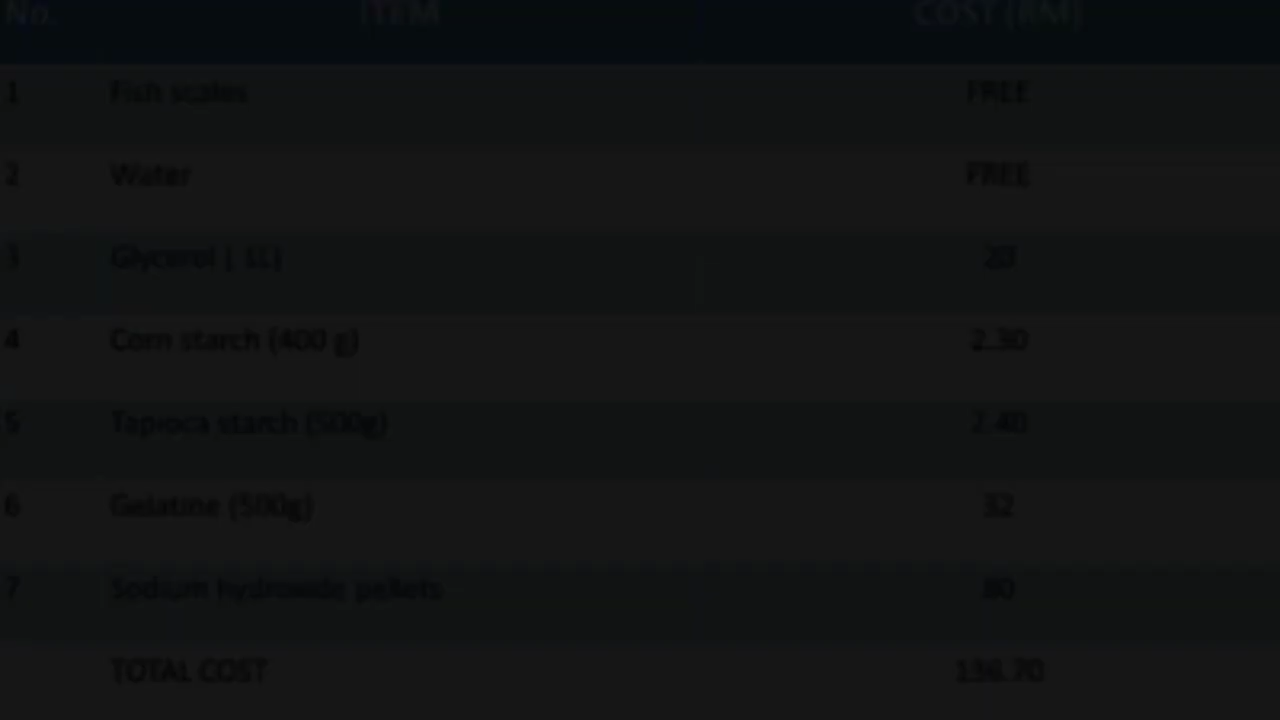 No. ITEM COST (RM)
1 Fish scales FREE
2 Water FREE
3 Glycerol ( 1L) 20
4 Corn starch (400 g) 2.30
5 Tapioca starch (500g) 2.40
6 Gelatine (500g) 32
7 Sodium hydroxide pellets 80
TOTAL COST 136.70